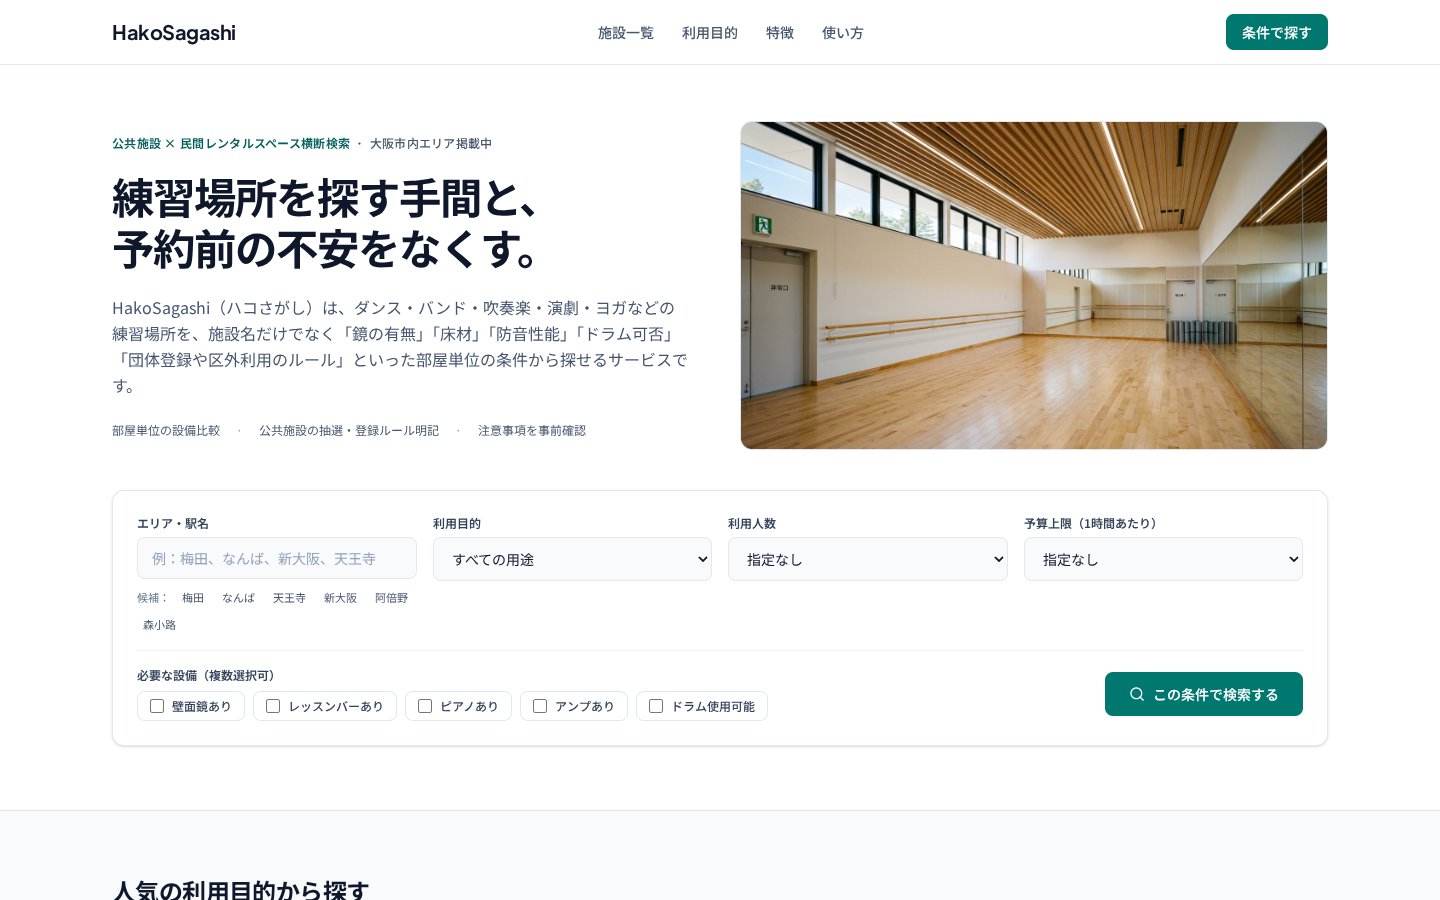 HakoSagashi
施設一覧 利用目的 特徴 使い方
条件で探す
公共施設 × 民間レンタルスペース横断検索 ・ 大阪市内エリア掲載中
練習場所を探す手間と、
予約前の不安をなくす。
HakoSagashi（ハコさがし）は、ダンス・バンド・吹奏楽・演劇・ヨガなどの
練習場所を、施設名だけでなく「鏡の有無」「床材」「防音性能」「ドラム可否」
「団体登録や区外利用のルール」といった部屋単位の条件から探せるサービスで
す。
部屋単位の設備比較 · 公共施設の抽選・登録ルール明記 · 注意事項を事前確認
エリア・駅名
例：梅田、なんば、新大阪、天王寺
候補： 梅田 なんば 天王寺 新大阪 阿倍野
森小路
利用目的
すべての用途
利用人数
指定なし
予算上限（1時間あたり）
指定なし
必要な設備（複数選択可）
壁面鏡あり レッスンバーあり ピアノあり アンプあり ドラム使用可能
この条件で検索する
人気の利用目的から探す